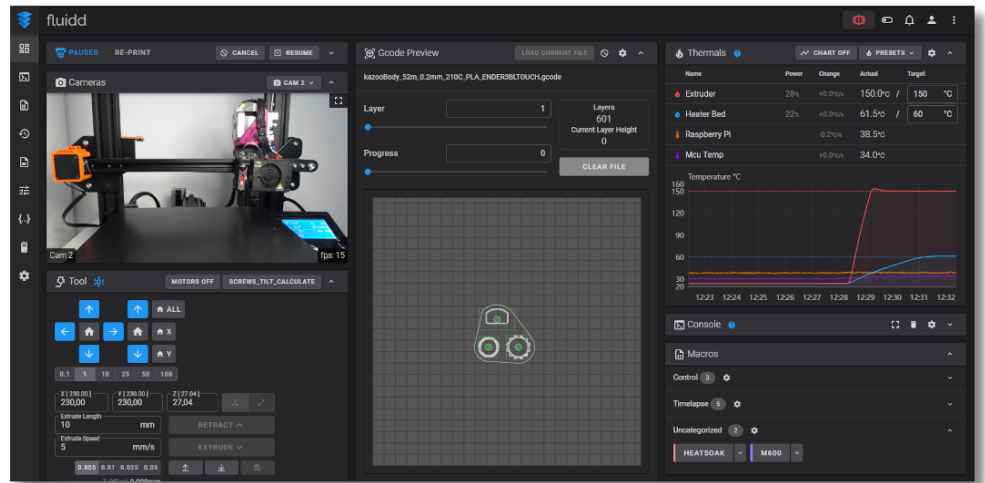 fluidd
PAUSED RE-PRINT CANCEL RESUME
Cameras CAM 2
Cam 2 fps: 15
Tool MOTORS OFF SCREWS_TILT_CALCULATE
ALL
X
Y
0.1 1 10 25 50 100
X [ 230.00 ] Y [ 230.00 ] Z [ 27.04 ]
230,00 230,00 27,04
Extrude Length
10 mm RETRACT
Extrude Speed
5 mm/s EXTRUDE
0.005 0.01 0.025 0.05
Z Offset 0.000mm
Gcode Preview LOAD CURRENT FILE
kazooBody_52m_0.2mm_210C_PLA_ENDER3BLTOUCH.gcode
Layer 1
Layers
601
Current Layer Height
0
Progress 0
CLEAR FILE
Thermals CHART OFF PRESETS
Name Power Change Actual Target
Extruder 28% +0.0°C/s 150.0°C / 150 °C
Heater Bed 22% +0.0°C/s 61.5°C / 60 °C
Raspberry Pi -0.2°C/s 38.5°C
Mcu Temp +0.0°C/s 34.0°C
Temperature °C
160
150
120
90
60
30
20
12:23 12:24 12:25 12:26 12:27 12:28 12:29 12:30 12:31 12:32
Console
Macros
Control 3
Timelapse 5
Uncategorized 2
HEATSOAK M600